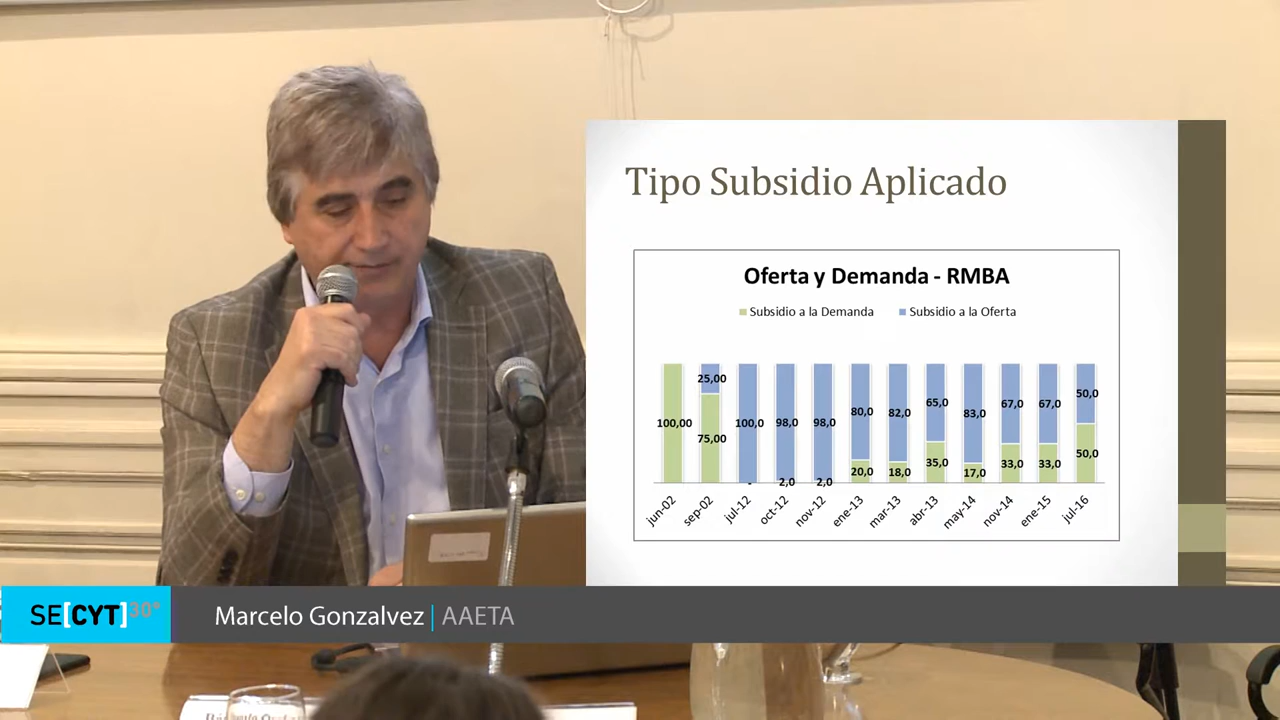 Tipo Subsidio Aplicado
Oferta y Demanda - RMBA
Subsidio a la Demanda Subsidio a la Oferta
100,00 25,00 100,0 98,0 98,0 80,0 82,0 65,0 83,0 67,0 67,0 50,0
75,00 - 2,0 2,0 20,0 18,0 35,0 17,0 33,0 33,0 50,0
jun-02 sep-02 jul-12 oct-12 nov-12 ene-13 mar-13 abr-13 may-14 nov-14 ene-15 jul-16
SE[CYT]30° Marcelo Gonzalvez | AAETA